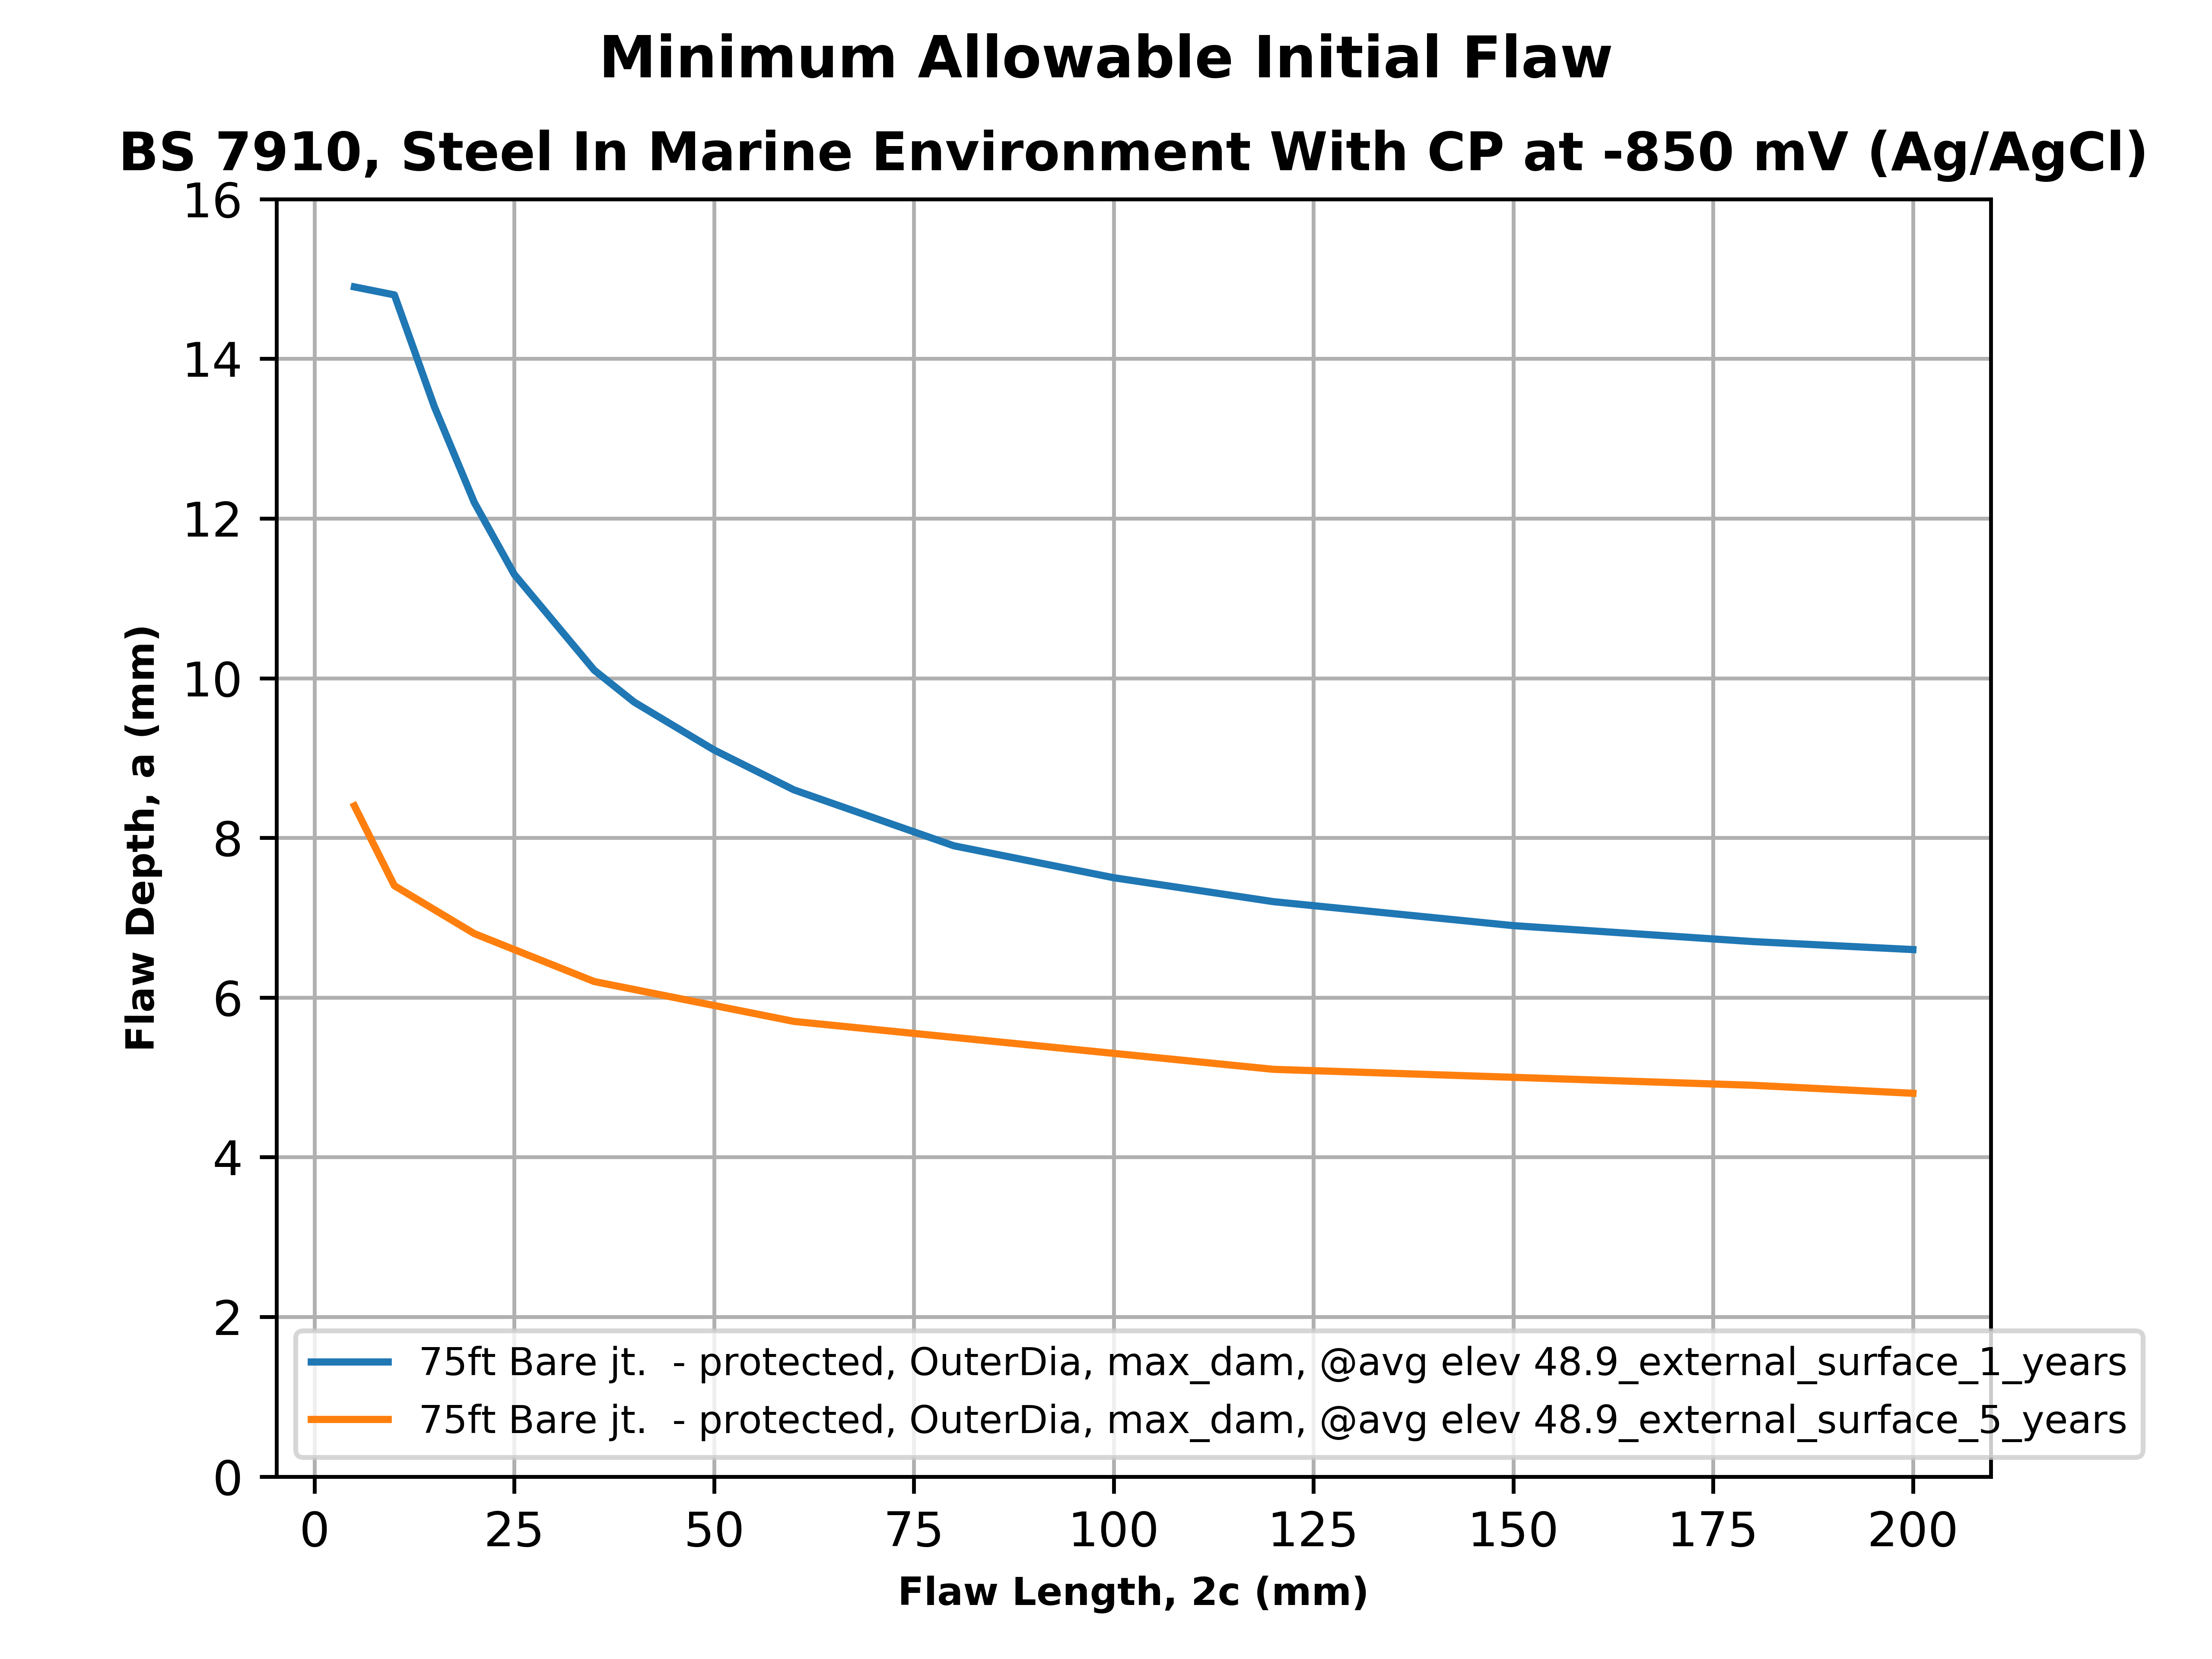 Minimum Allowable Initial Flaw
BS 7910, Steel In Marine Environment With CP at -850 mV (Ag/AgCl)
16
14
12
10
8
6
4
2
0
Flaw Depth, a (mm)
75ft Bare jt.  - protected, OuterDia, max_dam, @avg elev 48.9_external_surface_1_years
75ft Bare jt.  - protected, OuterDia, max_dam, @avg elev 48.9_external_surface_5_years
0 25 50 75 100 125 150 175 200
Flaw Length, 2c (mm)